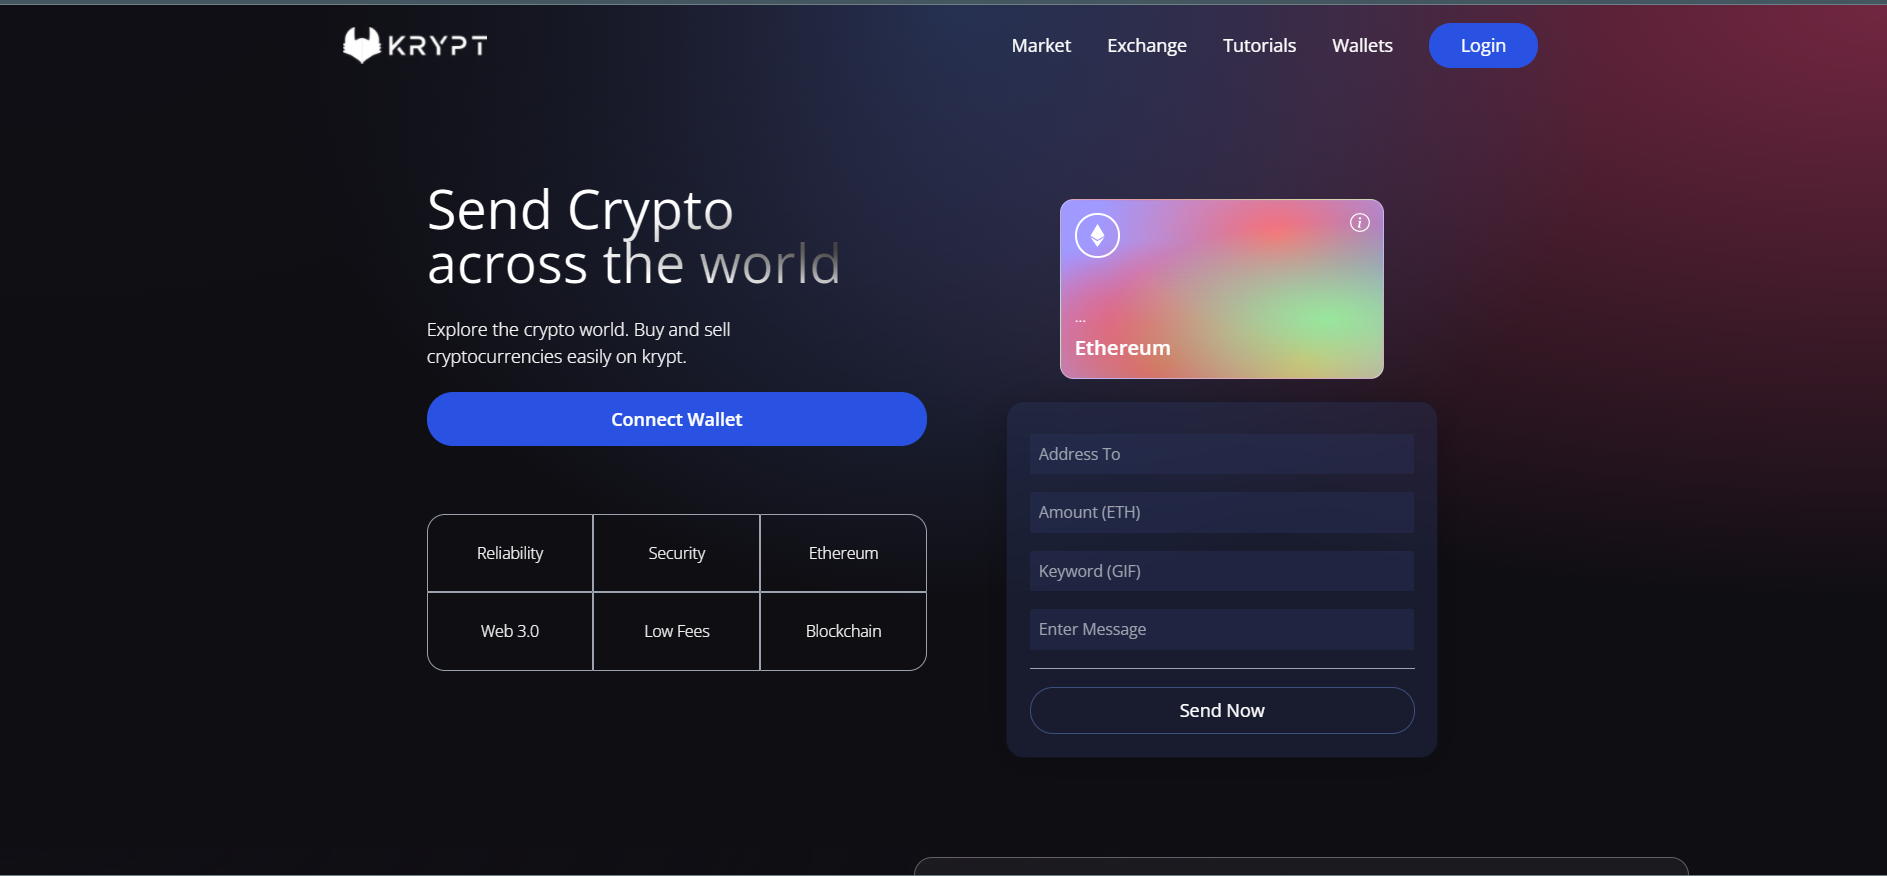 KRYPT
Market
Exchange
Tutorials
Wallets
Login
Send Crypto
across the world
Explore the crypto world. Buy and sell
cryptocurrencies easily on krypt.
Connect Wallet
Reliability
Security
Ethereum
Web 3.0
Low Fees
Blockchain
i
...
Ethereum
Address To
Amount (ETH)
Keyword (GIF)
Enter Message
Send Now